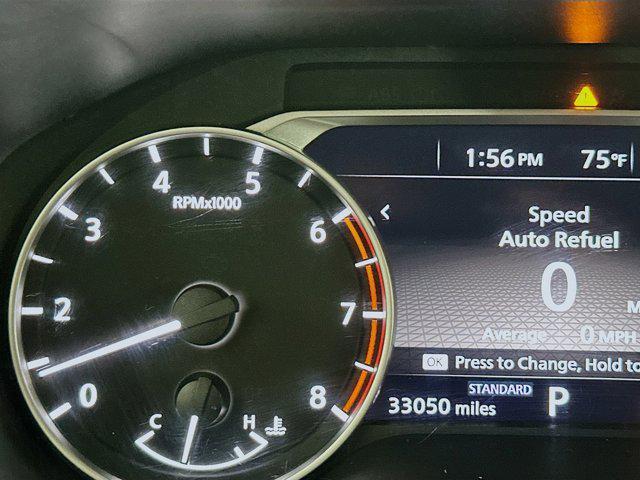 1:56 PM 75°F
4 5
RPMx1000
3 6
Speed
Auto Refuel
0
2 7
Average 0 MPH
OK Press to Change, Hold to
0 8
STANDARD
33050 miles P
C H